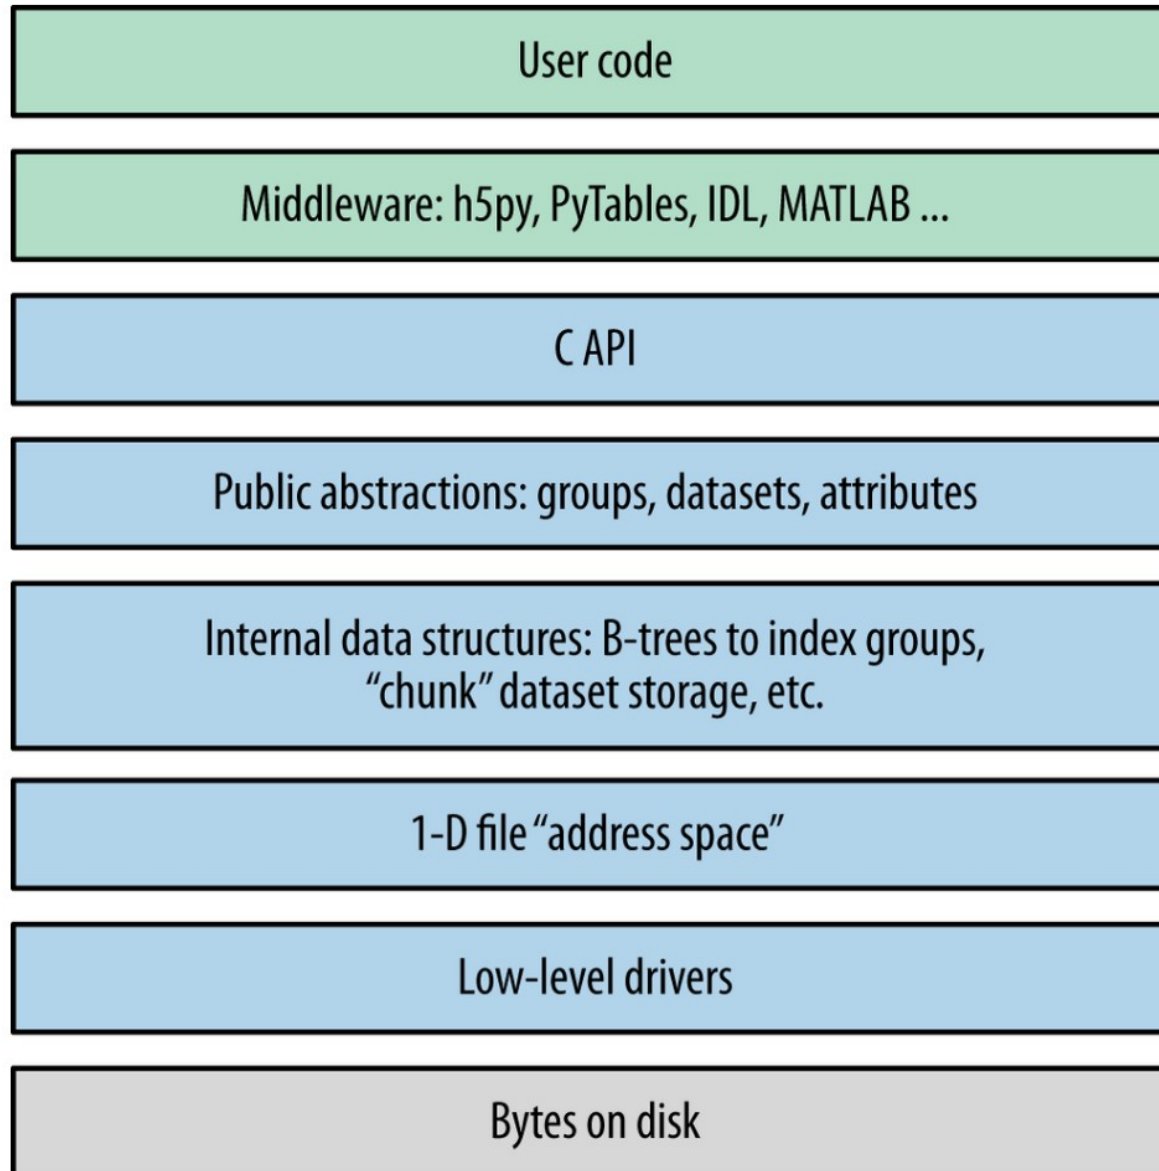 User code
Middleware: h5py, PyTables, IDL, MATLAB ...
C API
Public abstractions: groups, datasets, attributes
Internal data structures: B-trees to index groups,
“chunk” dataset storage, etc.
1-D file “address space”
Low-level drivers
Bytes on disk